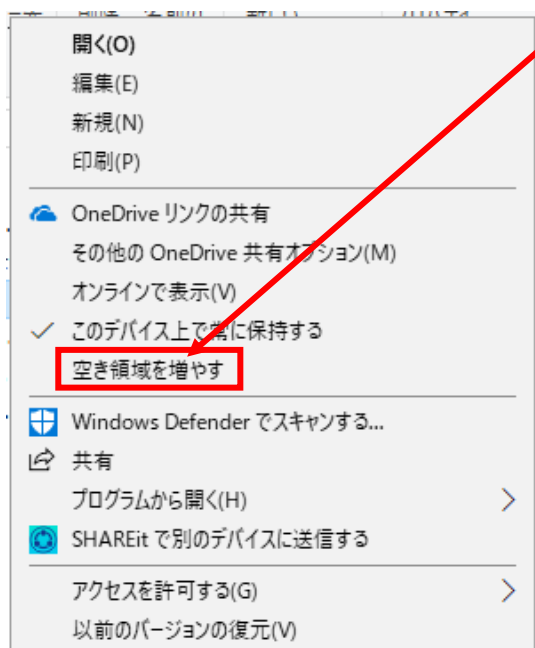 開く(O)
編集(E)
新規(N)
印刷(P)
OneDrive リンクの共有
その他の OneDrive 共有オプション(M)
オンラインで表示(V)
このデバイス上で常に保持する
空き領域を増やす
Windows Defender でスキャンする...
共有
プログラムから開く(H)
SHAREit で別のデバイスに送信する
アクセスを許可する(G)
以前のバージョンの復元(V)